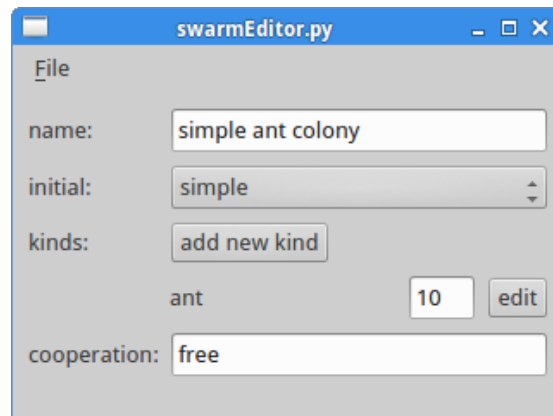 swarmEditor.py
File
name: simple ant colony
initial: simple
kinds: add new kind
ant 10 edit
cooperation: free